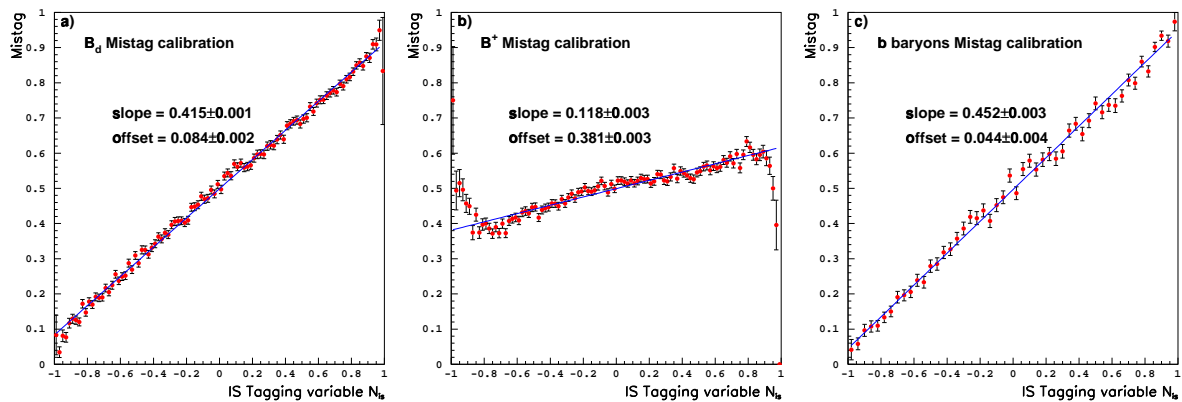 a)
B_d Mistag calibration
slope = 0.415±0.001
offset = 0.084±0.002
Mistag
1
0.9
0.8
0.7
0.6
0.5
0.4
0.3
0.2
0.1
0
-1 -0.8 -0.6 -0.4 -0.2 0 0.2 0.4 0.6 0.8 1
IS Tagging variable N_is
b)
B^+ Mistag calibration
slope = 0.118±0.003
offset = 0.381±0.003
Mistag
1
0.9
0.8
0.7
0.6
0.5
0.4
0.3
0.2
0.1
0
-1 -0.8 -0.6 -0.4 -0.2 0 0.2 0.4 0.6 0.8 1
IS Tagging variable N_is
c)
b baryons Mistag calibration
slope = 0.452±0.003
offset = 0.044±0.004
Mistag
1
0.9
0.8
0.7
0.6
0.5
0.4
0.3
0.2
0.1
0
-1 -0.8 -0.6 -0.4 -0.2 0 0.2 0.4 0.6 0.8 1
IS Tagging variable N_is